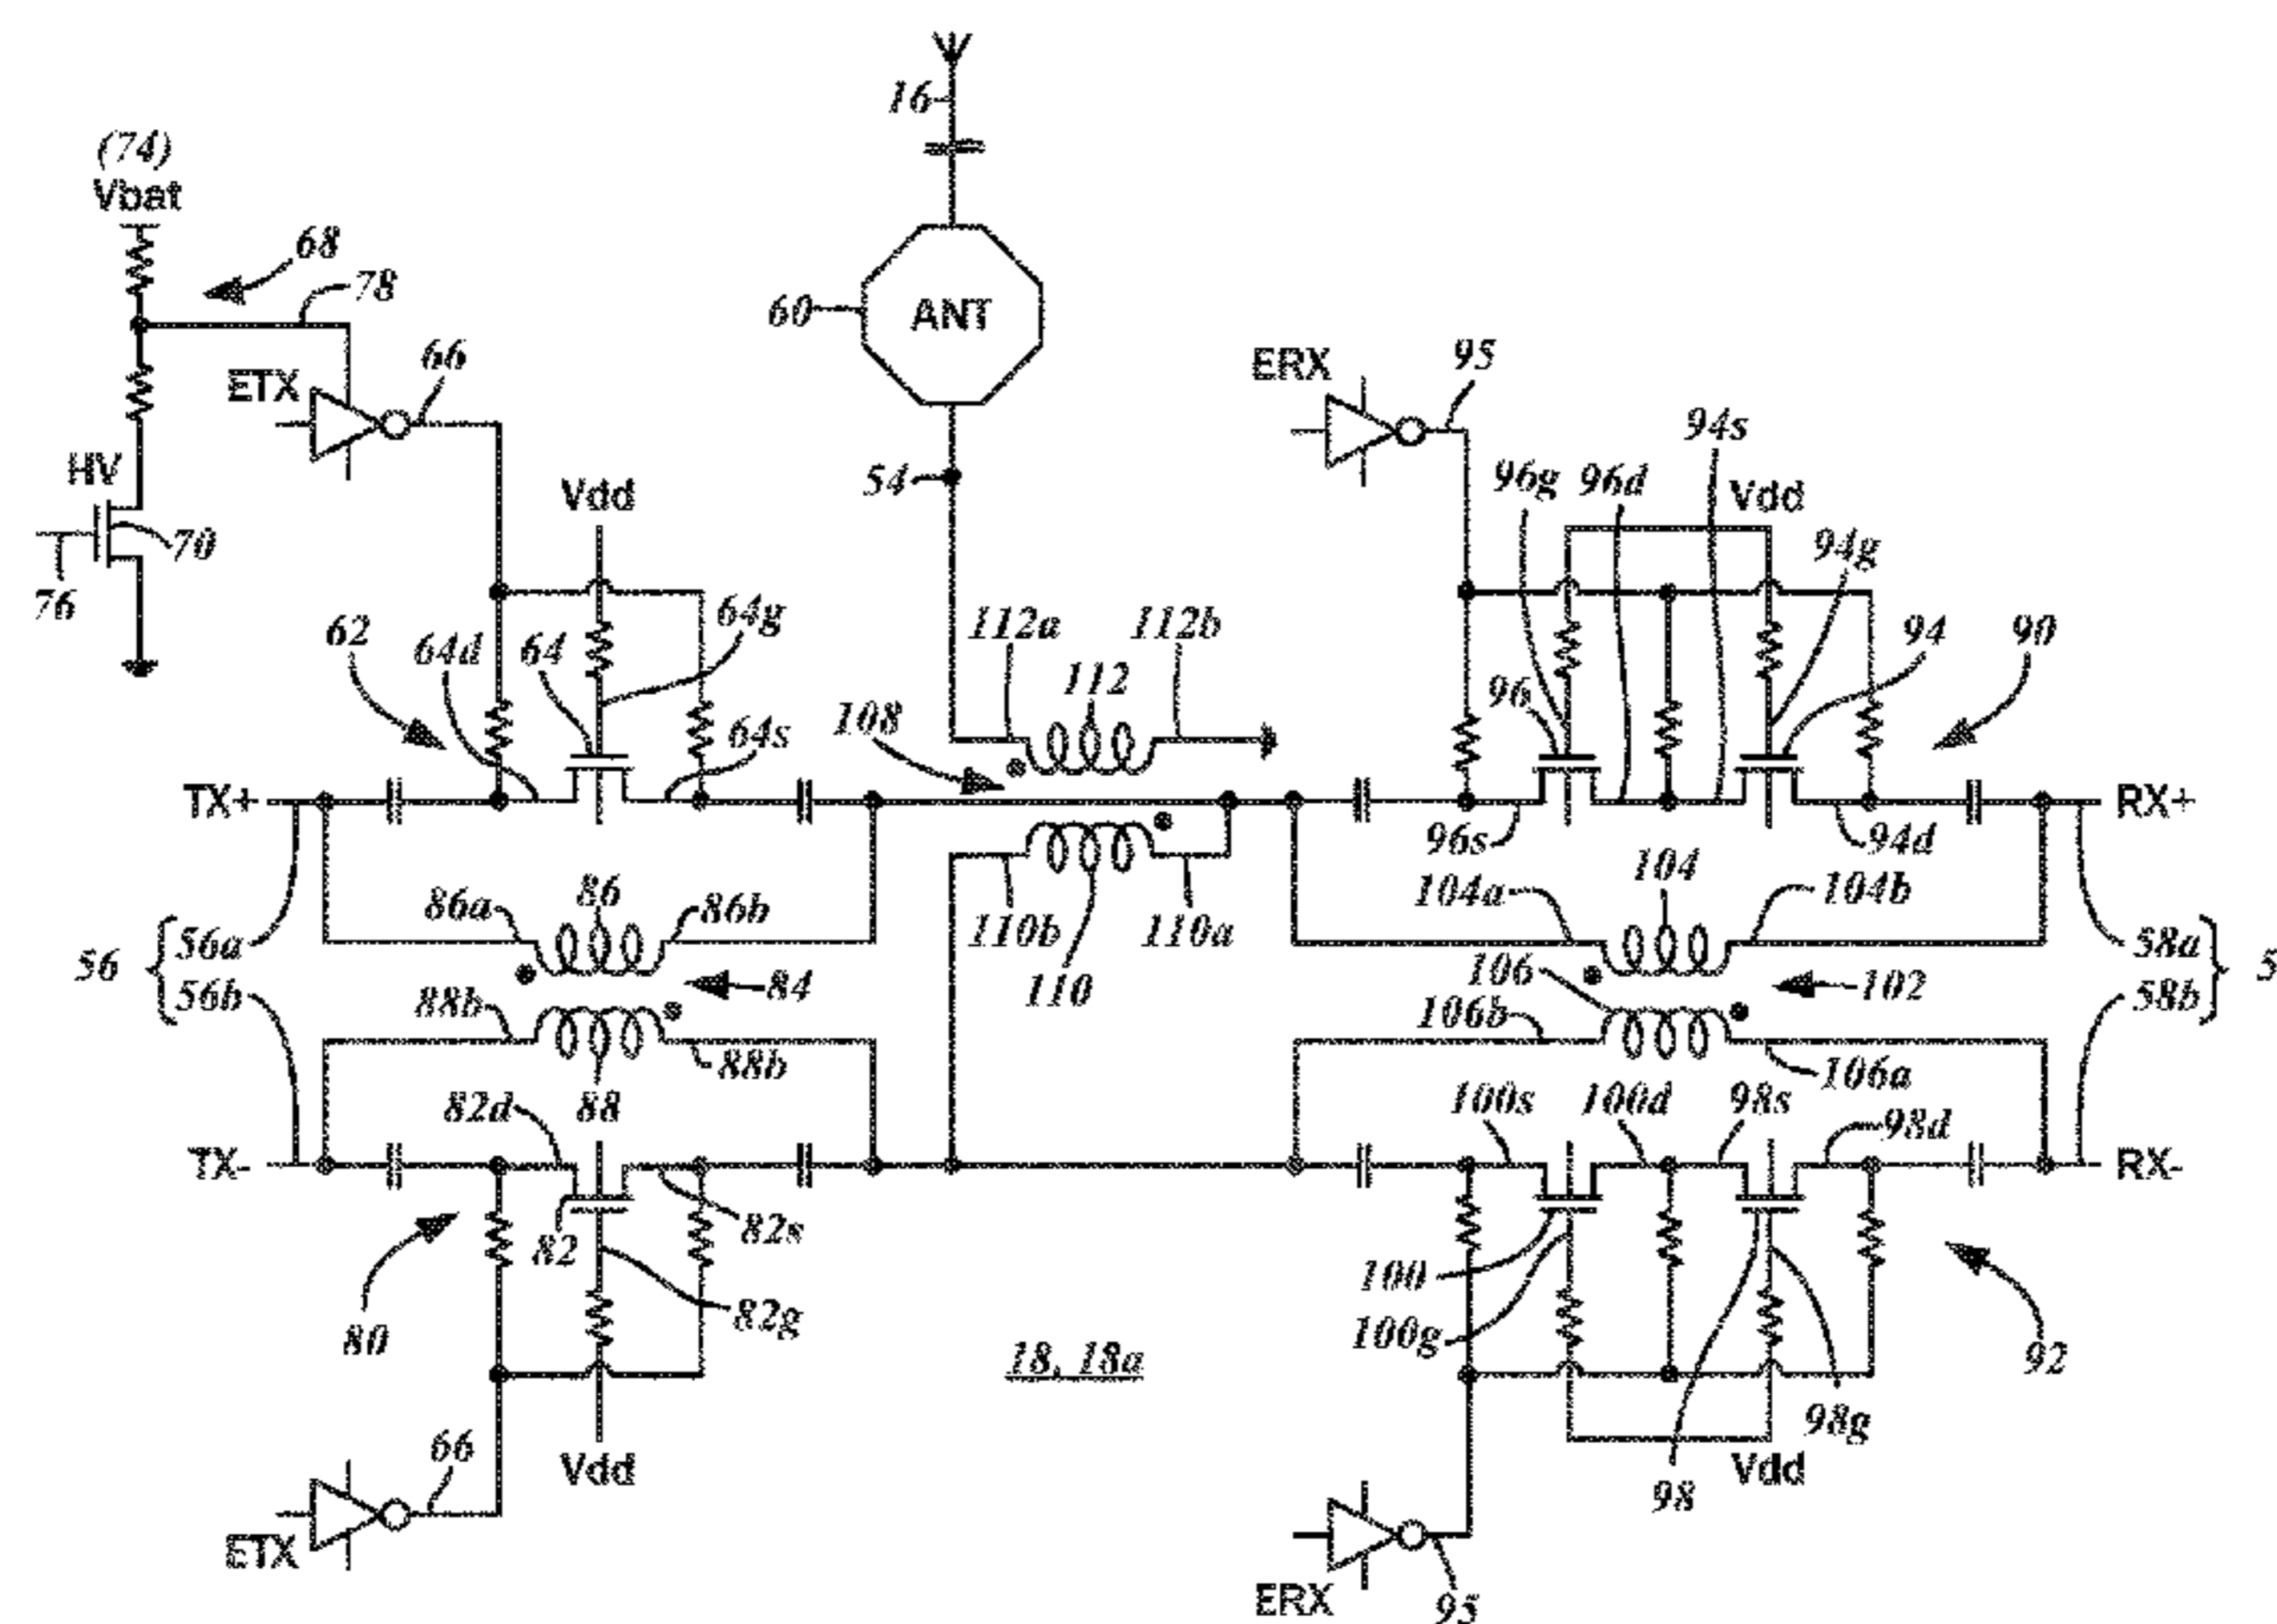 16
(74)
Vbat
68
78
60
ANT
E̅T̅X̅
66
ERX
95
94s
HV
54
96g
96d
Vdd
Vdd
70
94g
76
64g
62
64d
64
112a
112b
94
90
112
96
108
64s
TX+
RX+
96s
94d
86
104
86a
86b
104a
104b
110b
110a
56
56a
58a
5
106
84
110
102
56b
88b
106b
58b
88b
106a
82d
88
100s
100d
98s
98d
TX-
RX-
82
82s
100
82g
80
100g
18, 18a
92
98g
66
Vdd
Vdd
98
E̅T̅X̅
ERX
95